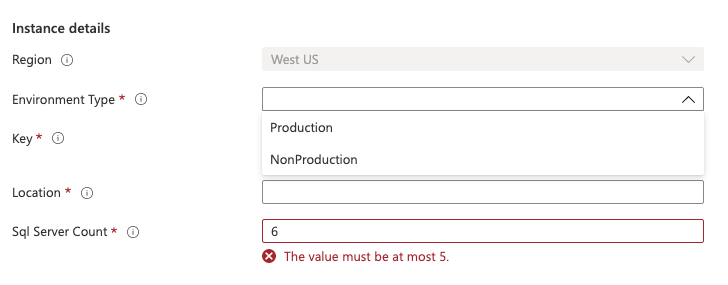 Instance details
Region
West US
Environment Type *
Production
Key *
NonProduction
Location *
Sql Server Count *
6
The value must be at most 5.